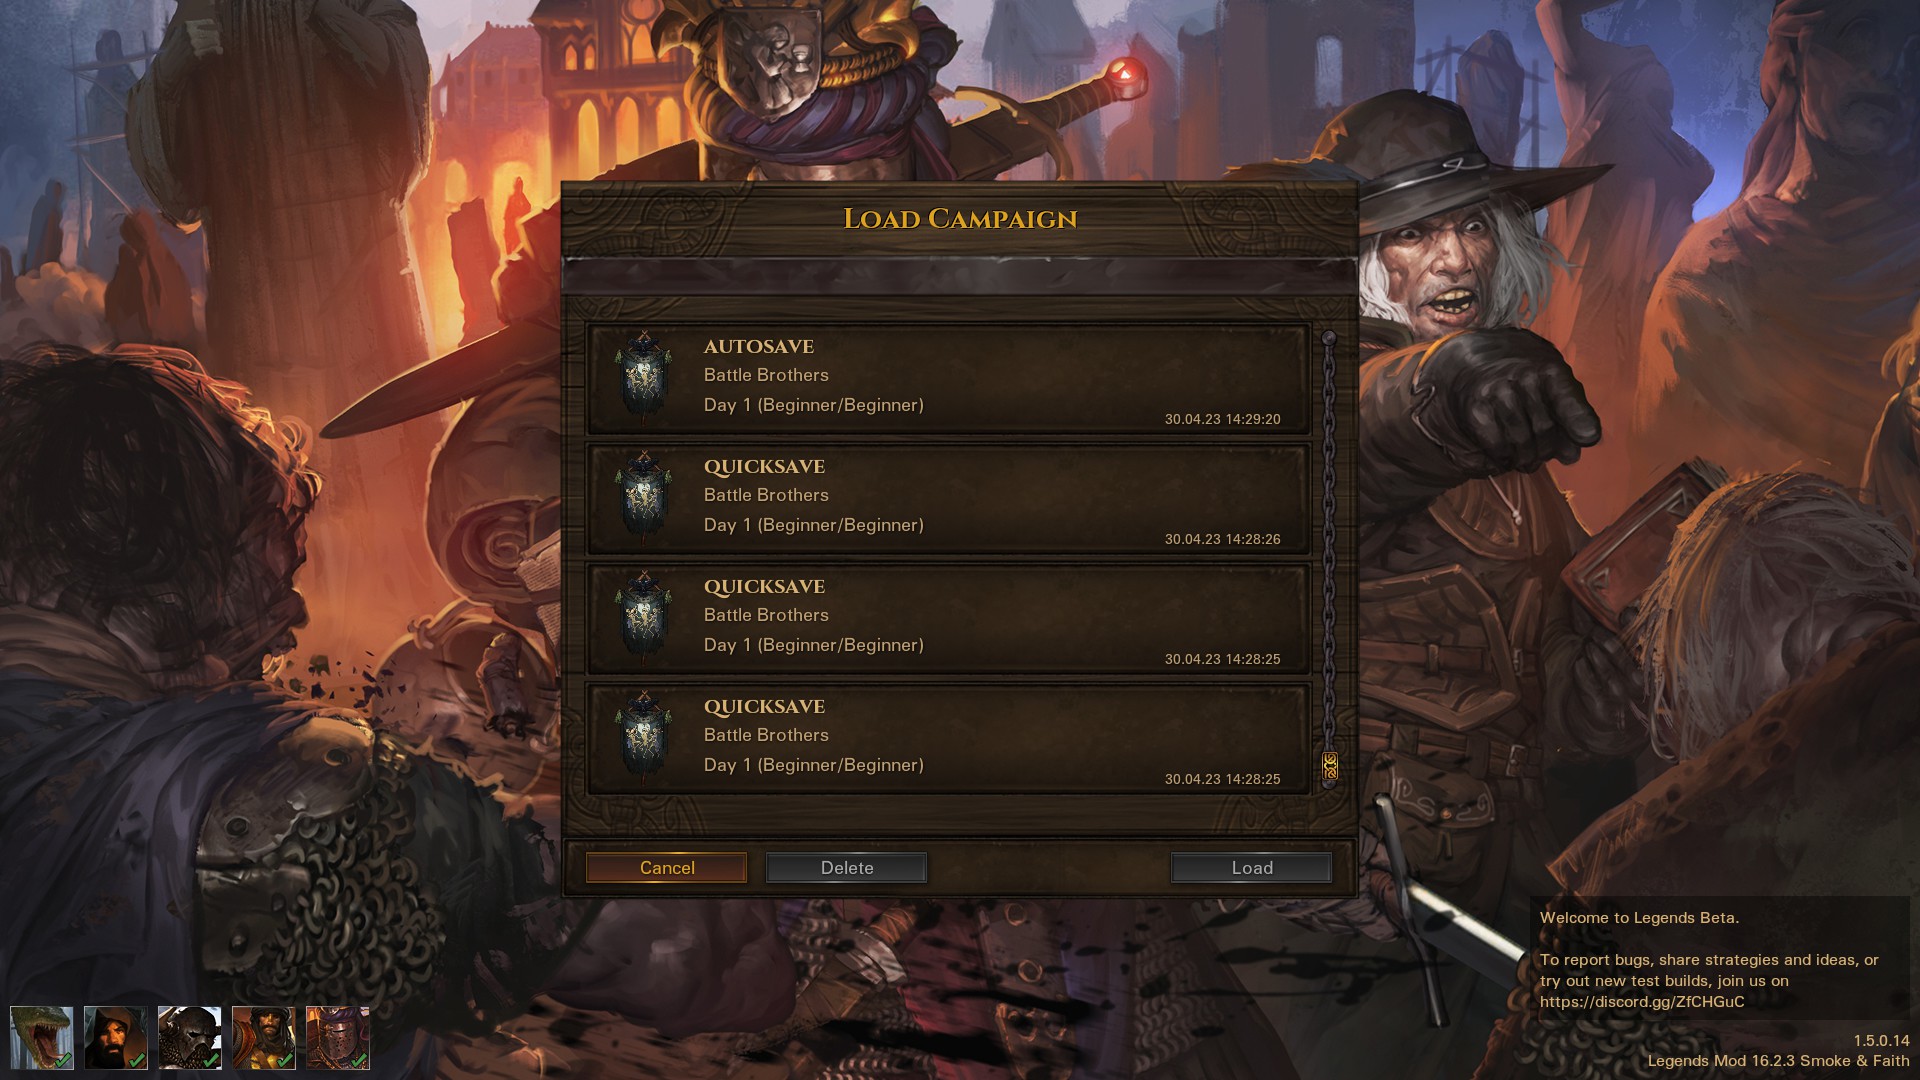 Load Campaign
AUTOSAVE
Battle Brothers
Day 1 (Beginner/Beginner)
30.04.23 14:29:20
QUICKSAVE
Battle Brothers
Day 1 (Beginner/Beginner)
30.04.23 14:28:26
QUICKSAVE
Battle Brothers
Day 1 (Beginner/Beginner)
30.04.23 14:28:25
QUICKSAVE
Battle Brothers
Day 1 (Beginner/Beginner)
30.04.23 14:28:25
Cancel
Delete
Load
Welcome to Legends Beta.
To report bugs, share strategies and ideas, or
try out new test builds, join us on
https://discord.gg/ZfCHGuC
1.5.0.14
Legends Mod 16.2.3 Smoke & Faith